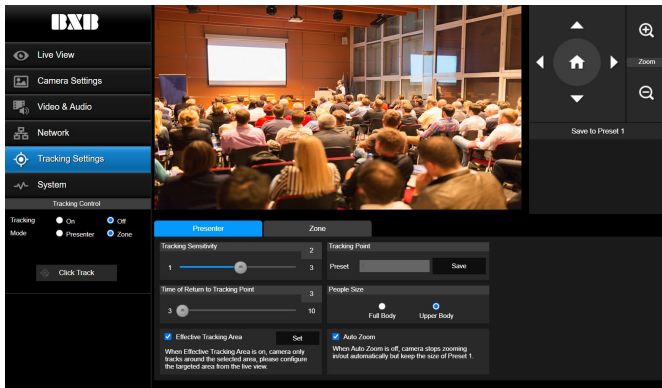 BXB
Live View
Camera Settings
Video & Audio
Network
Tracking Settings
System
Tracking Control
Tracking On Off
Mode Presenter Zone
Click Track
Zoom
Save to Preset 1
Presenter Zone
Tracking Sensitivity 2
1 3
Tracking Point
Preset Save
Time of Return to Tracking Point 3
3 10
People Size
Full Body Upper Body
Effective Tracking Area Set
When Effective Tracking Area is on, camera only
tracks around the selected area, please configure
the targeted area from the live view.
Auto Zoom
When Auto Zoom is off, camera stops zooming
in/out automatically but keep the size of Preset 1.